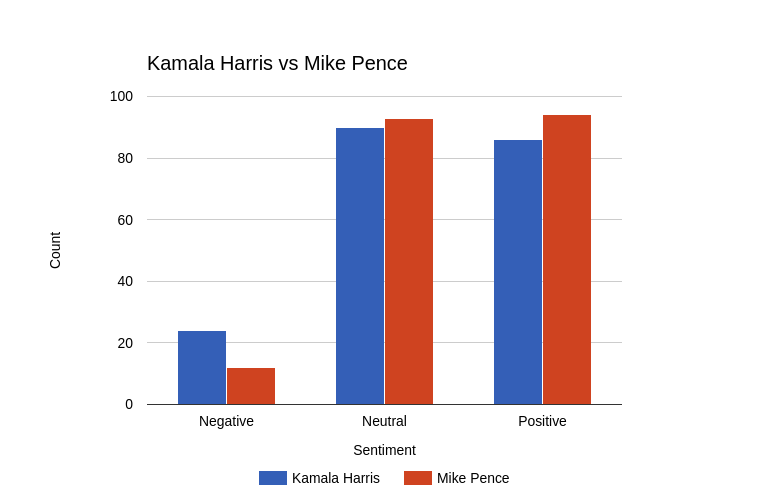 Kamala Harris vs Mike Pence
100
80
60
40
20
0
Count
Negative Neutral Positive
Sentiment
Kamala Harris Mike Pence